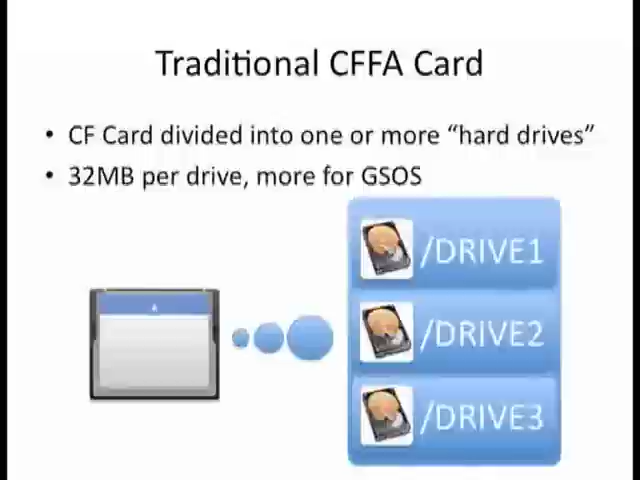 Traditional CFFA Card
• CF Card divided into one or more “hard drives”
• 32MB per drive, more for GSOS
/DRIVE1
/DRIVE2
/DRIVE3